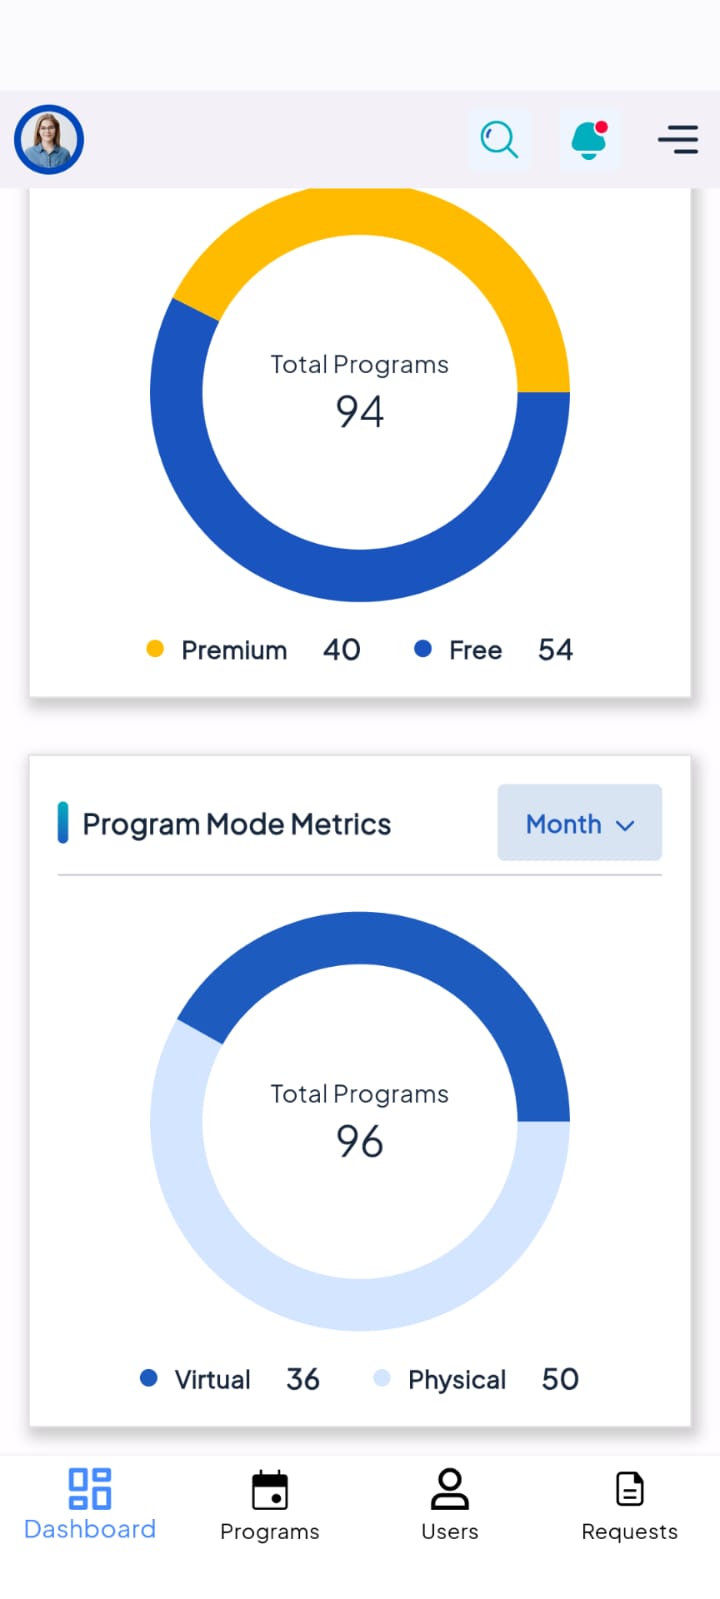 Total Programs
94
Premium 40 Free 54
Program Mode Metrics Month
Total Programs
96
Virtual 36 Physical 50
Dashboard Programs Users Requests